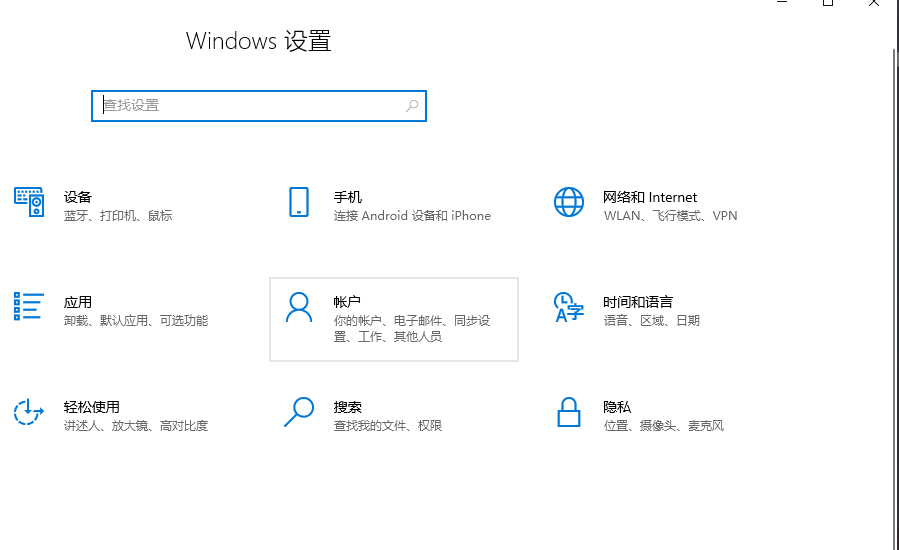 Windows 设置
查找设置
设备
蓝牙、打印机、鼠标
手机
连接 Android 设备和 iPhone
网络和 Internet
WLAN、飞行模式、VPN
应用
卸载、默认应用、可选功能
帐户
你的帐户、电子邮件、同步设
置、工作、其他人员
时间和语言
语音、区域、日期
轻松使用
讲述人、放大镜、高对比度
搜索
查找我的文件、权限
隐私
位置、摄像头、麦克风